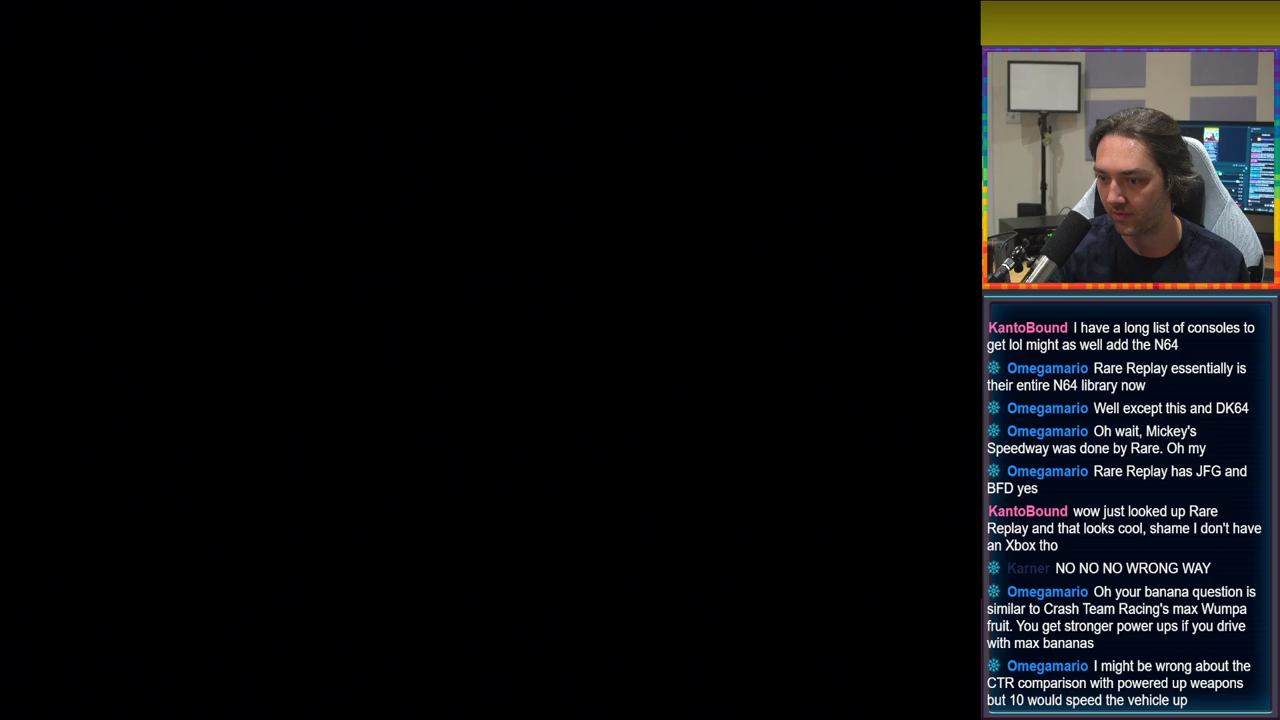 KantoBound I have a long list of consoles to
get lol might as well add the N64
Omegamario Rare Replay essentially is
their entire N64 library now
Omegamario Well except this and DK64
Omegamario Oh wait, Mickey's
Speedway was done by Rare. Oh my
Omegamario Rare Replay has JFG and
BFD yes
KantoBound wow just looked up Rare
Replay and that looks cool, shame I don't have
an Xbox tho
Karner NO NO NO WRONG WAY
Omegamario Oh your banana question is
similar to Crash Team Racing's max Wumpa
fruit. You get stronger power ups if you drive
with max bananas
Omegamario I might be wrong about the
CTR comparison with powered up weapons
but 10 would speed the vehicle up